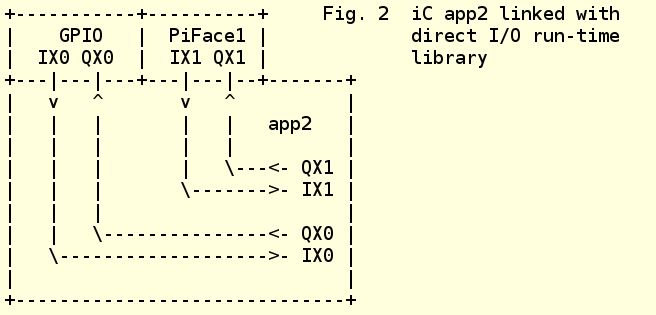 +-----------+----------+     Fig. 2  iC app2 linked with
|    GPIO   |  PiFace1 |             direct I/O run-time
|  IX0 QX0  |  IX1 QX1 |             library
+---|---|---+---|---|--+-------+
|   v   ^       v   ^          |
|   |   |       |   |   app2   |
|   |   |       |   |          |
|   |   |       |   \---<- QX1 |
|   |   |       \------->- IX1 |
|   |   |                      |
|   |   \---------------<- QX0 |
|   \------------------->- IX0 |
|                              |
+------------------------------+